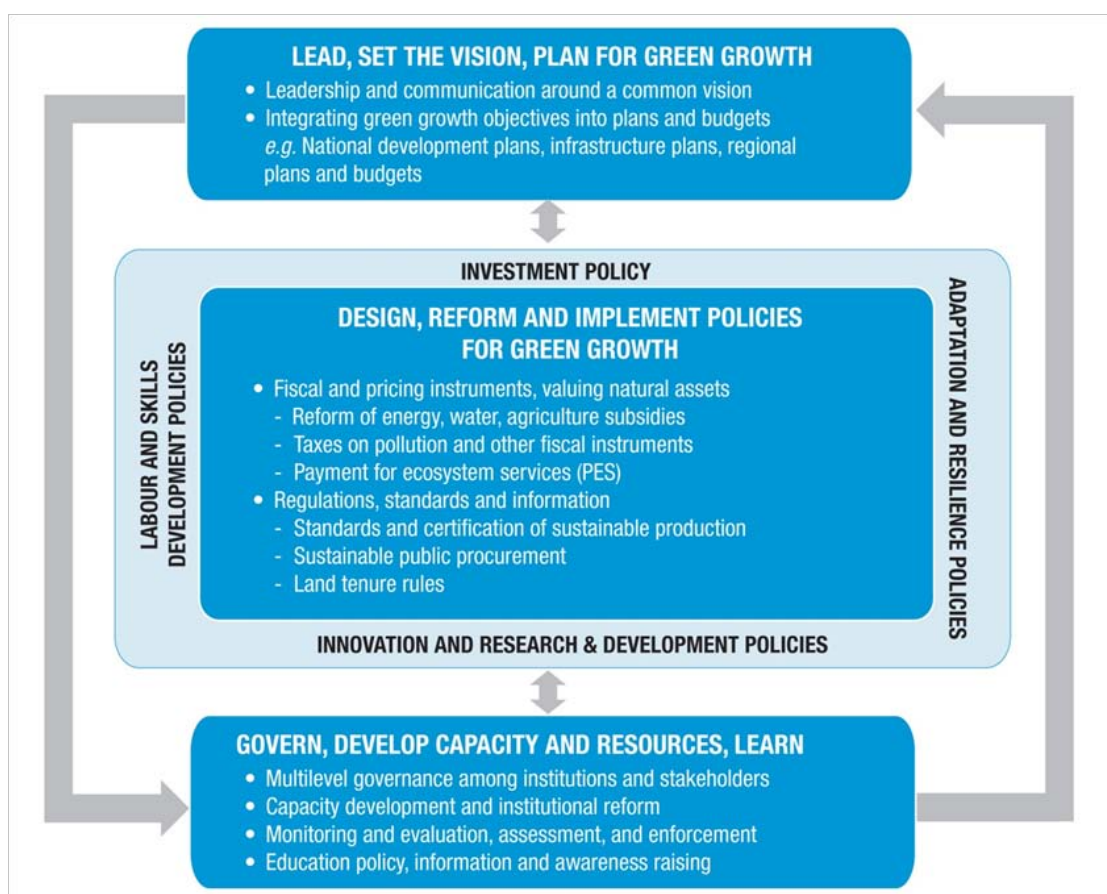 LEAD, SET THE VISION, PLAN FOR GREEN GROWTH
• Leadership and communication around a common vision
• Integrating green growth objectives into plans and budgets
e.g. National development plans, infrastructure plans, regional
plans and budgets
INVESTMENT POLICY
LABOUR AND SKILLS
DEVELOPMENT POLICIES
DESIGN, REFORM AND IMPLEMENT POLICIES
FOR GREEN GROWTH
• Fiscal and pricing instruments, valuing natural assets
- Reform of energy, water, agriculture subsidies
- Taxes on pollution and other fiscal instruments
- Payment for ecosystem services (PES)
• Regulations, standards and information
- Standards and certification of sustainable production
- Sustainable public procurement
- Land tenure rules
ADAPTATION AND RESILIENCE POLICIES
INNOVATION AND RESEARCH & DEVELOPMENT POLICIES
GOVERN, DEVELOP CAPACITY AND RESOURCES, LEARN
• Multilevel governance among institutions and stakeholders
• Capacity development and institutional reform
• Monitoring and evaluation, assessment, and enforcement
• Education policy, information and awareness raising